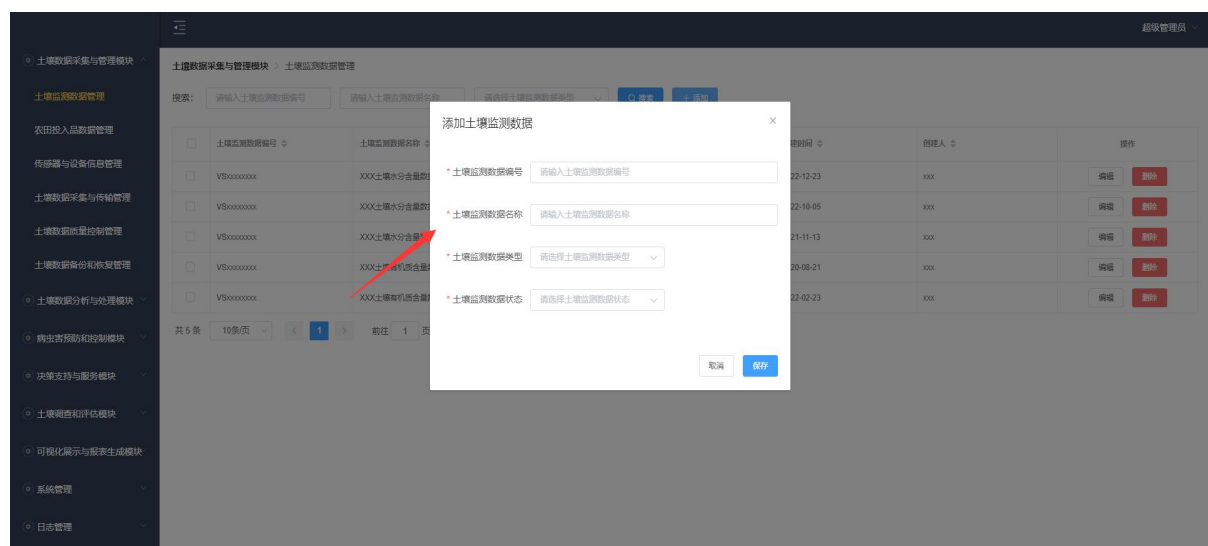 超级管理员
土壤数据采集与管理模块
土壤监测数据管理
农田投入品数据管理
传感器与设备信息管理
土壤数据采集与传输管理
土壤数据质量控制管理
土壤数据备份和恢复管理
土壤数据分析与处理模块
病虫害预防和控制模块
决策支持与服务模块
土壤调查和评估模块
可视化展示与报表生成模块
系统管理
日志管理
土壤数据采集与管理模块 土壤监测数据管理
搜索: 请输入土壤监测数据编号 请输入土壤监测数据名称 请选择土壤监测数据类型 搜索 + 添加
土壤监测数据编号 土壤监测数据名称 建时间 创建人 操作
VSxxxxxxxx XXX土壤水分含量数 22-12-23 xxx 编辑 删除
VSxxxxxxxx XXX土壤水分含量数 22-10-05 xxx 编辑 删除
VSxxxxxxxx XXX土壤水分含量 21-11-13 xxx 编辑 删除
VSxxxxxxxx XXX土壤有机质含量 20-08-21 xxx 编辑 删除
VSxxxxxxxx XXX土壤有机质含量 22-02-23 xxx 编辑 删除
共 5 条 10条/页 < 1 > 前往 1 页
添加土壤监测数据 ×
* 土壤监测数据编号 请输入土壤监测数据编号
* 土壤监测数据名称 请输入土壤监测数据名称
* 土壤监测数据类型 请选择土壤监测数据类型
* 土壤监测数据状态 请选择土壤监测数据状态
取消 保存